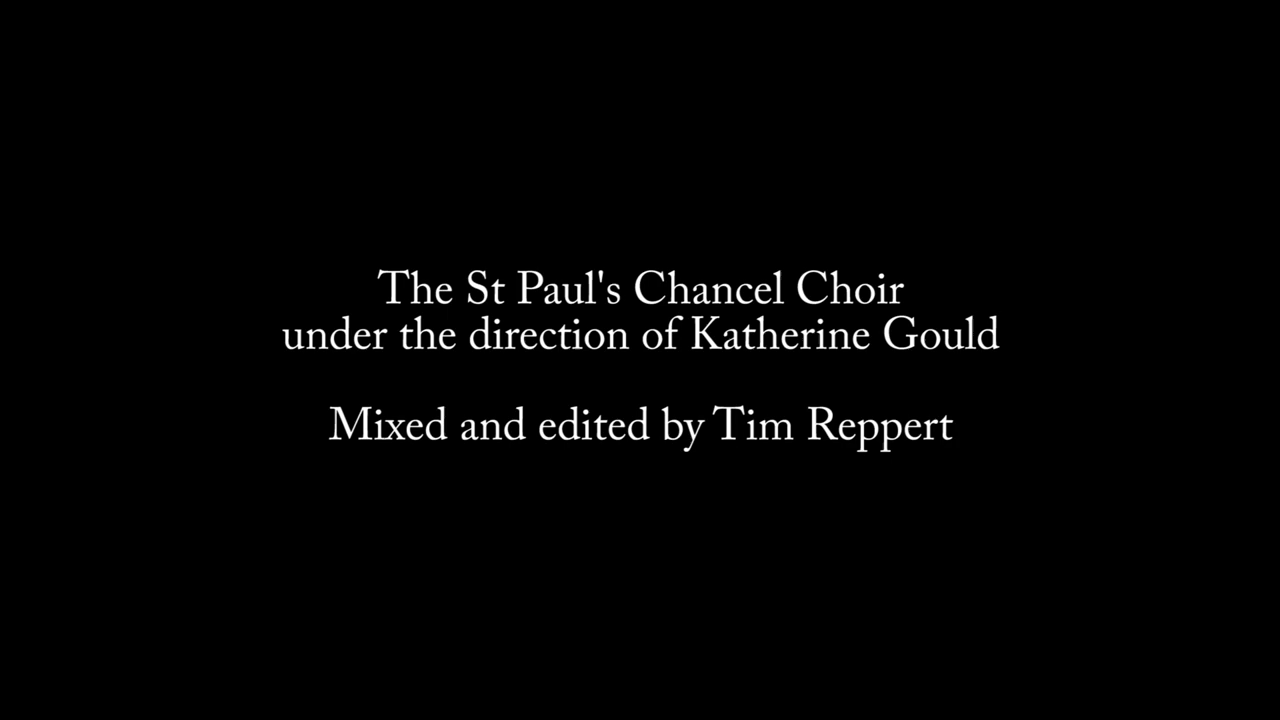 The St Paul's Chancel Choir
under the direction of Katherine Gould
Mixed and edited by Tim Reppert